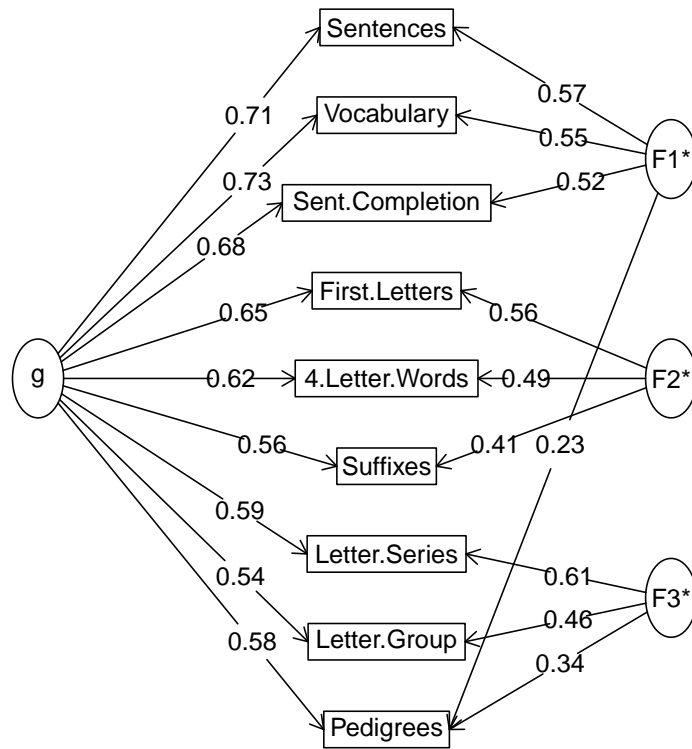 Sentences
0.57
0.71
Vocabulary
0.55
F1*
0.73
0.52
Sent.Completion
0.68
First.Letters
0.65
0.56
g
0.62
4.Letter.Words
0.49
F2*
0.56
Suffixes
0.41
0.23
0.59
Letter.Series
0.61
0.54
F3*
0.46
Letter.Group
0.58
0.34
Pedigrees